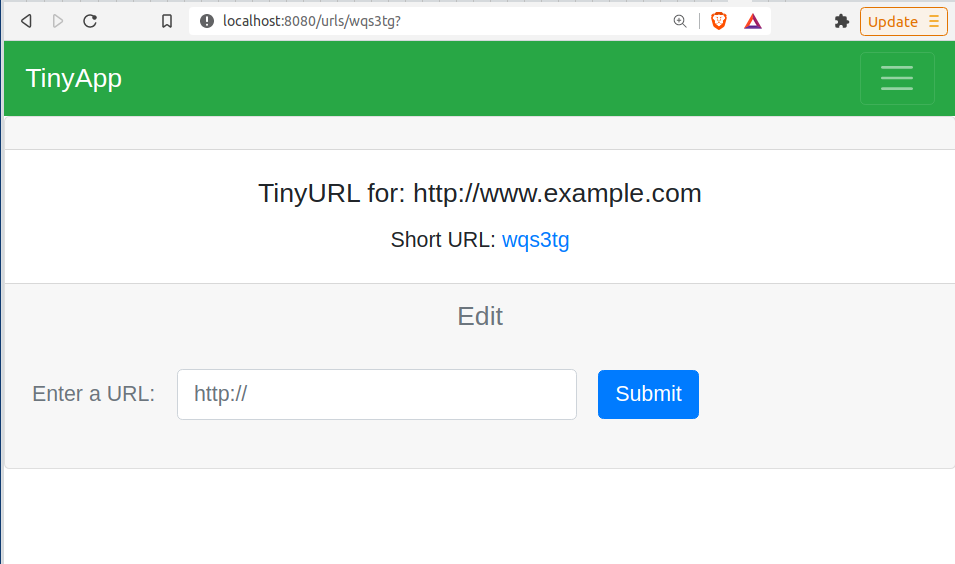 localhost:8080/urls/wqs3tg?
Update
TinyApp
TinyURL for: http://www.example.com
Short URL: wqs3tg
Edit
Enter a URL: http:// Submit